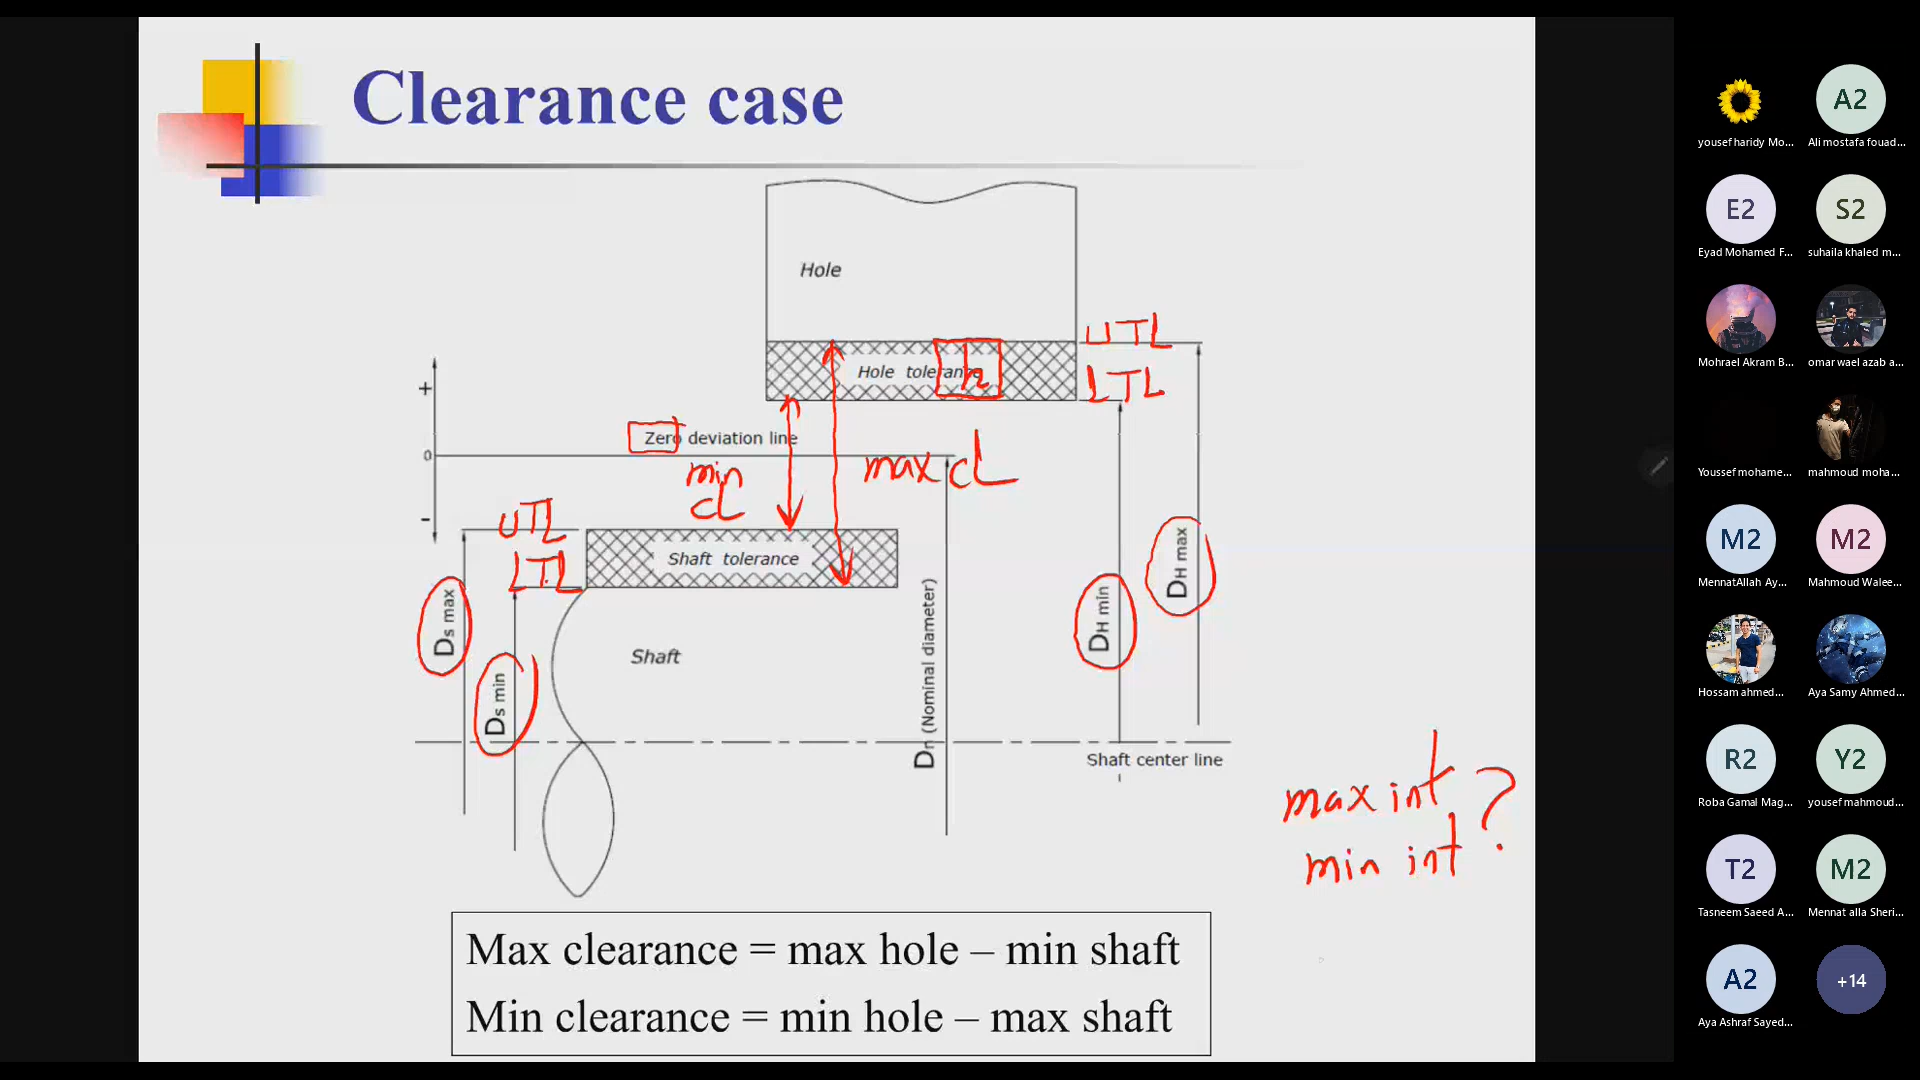 Clearance case
Hole
UTL
Hole tolerance
h
LTL
+
Zero deviation line
0
min
CL
max CL
-
UTL
LTL
Shaft tolerance
Ds max
Ds min
Shaft
Dn (Nominal diameter)
DH min
DH max
Shaft center line
max int
min int
?
Max clearance = max hole – min shaft
Min clearance = min hole – max shaft
yousef haridy Mo...
A2
Ali mostafa fouad...
E2
Eyad Mohamed F...
S2
suhaila khaled m...
Mohrael Akram B...
omar wael azab a...
Youssef mohame...
mahmoud moha...
M2
MennatAllah Ay...
M2
Mahmoud Walee...
Hossam ahmed...
Aya Samy Ahmed...
R2
Roba Gamal Mag...
Y2
yousef mahmoud...
T2
Tasneem Saeed A...
M2
Mennat alla Sheri...
A2
Aya Ashraf Sayed...
+14